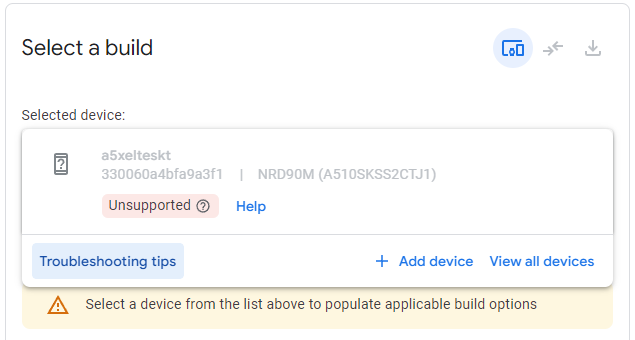 Select a build
Selected device:
a5xelteskt
330060a4bfa9a3f1 | NRD90M (A510SKSS2CTJ1)
Unsupported Help
Troubleshooting tips Add device View all devices
Select a device from the list above to populate applicable build options